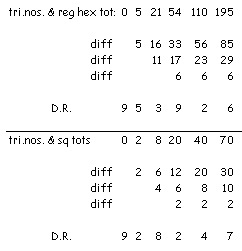 tri.nos. & reg hex tot: 0 5 21 54 110 195
diff 5 16 33 56 85
diff 11 17 23 29
diff 6 6 6
D.R. 9 5 3 9 2 6
tri.nos. & sq tots 0 2 8 20 40 70
diff 2 6 12 20 30
diff 4 6 8 10
diff 2 2 2
D.R. 9 2 8 2 4 7